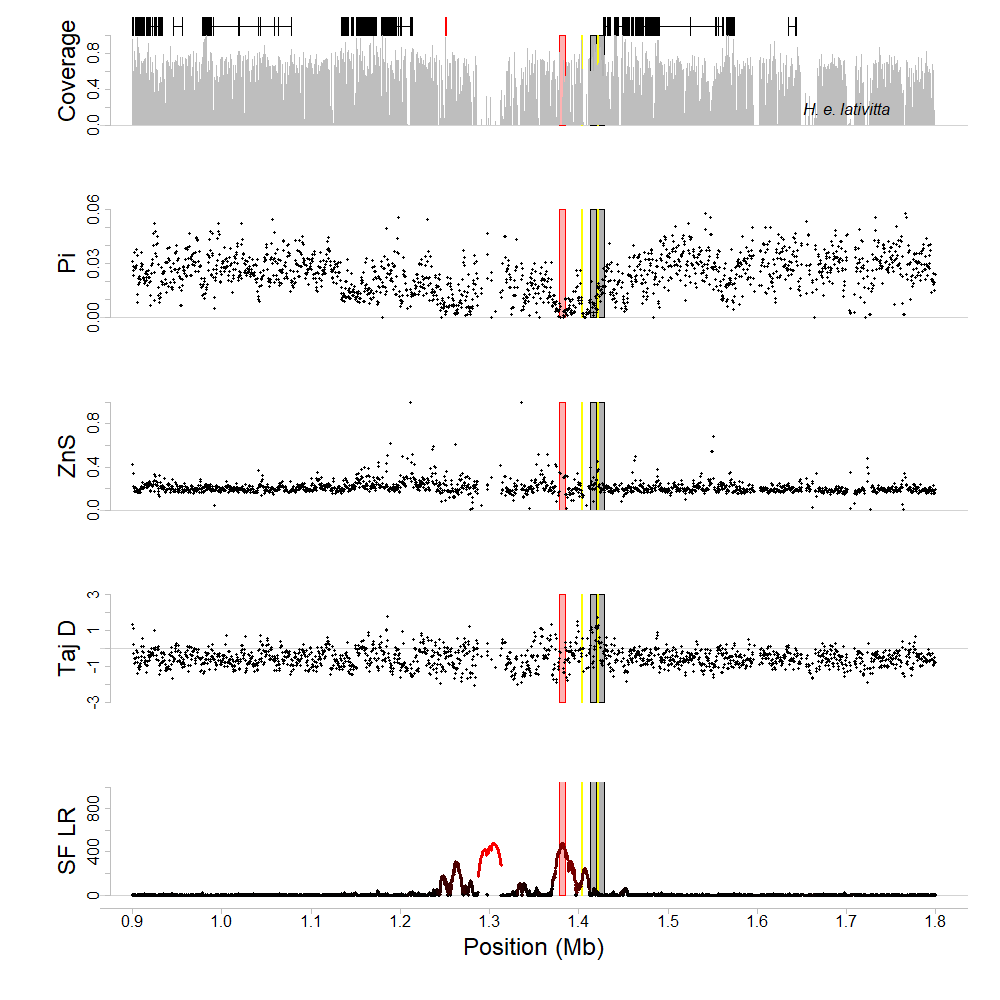 Coverage
0.0 0.4 0.8
H. e. lativitta
Pi
0.00 0.03 0.06
ZnS
0.0 0.4 0.8
Taj D
-3 -1 1 3
SF LR
0 400 800
0.9 1.0 1.1 1.2 1.3 1.4 1.5 1.6 1.7 1.8
Position (Mb)